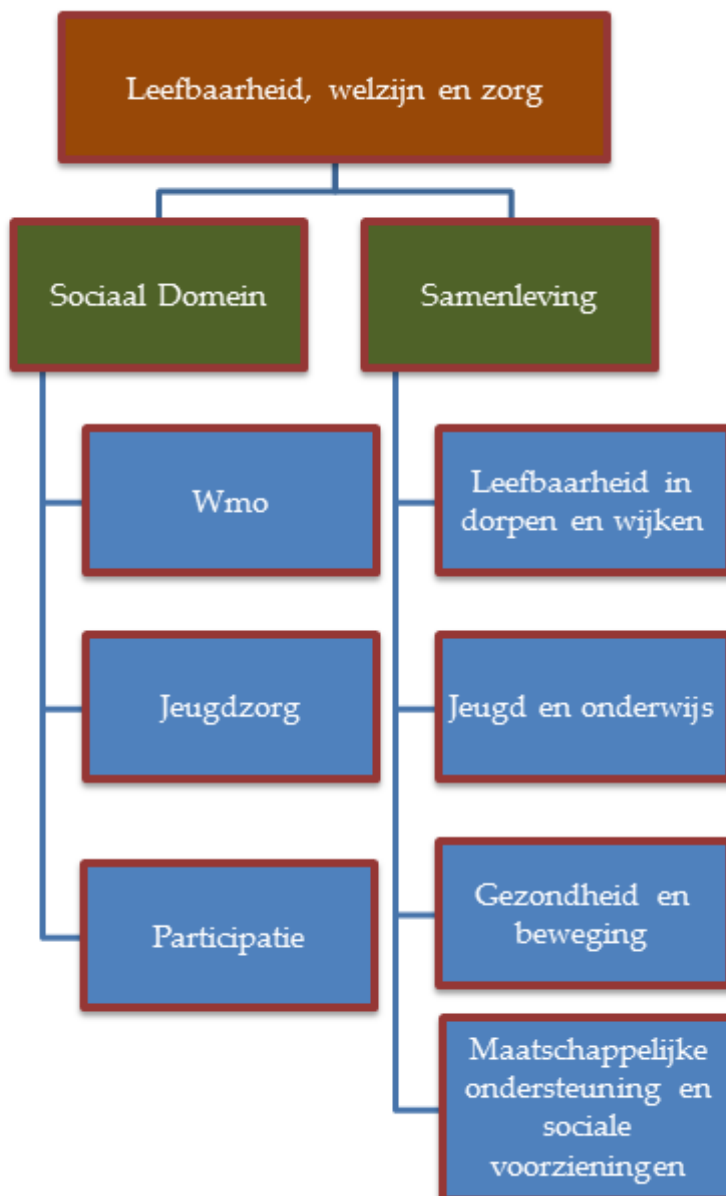 Leefbaarheid, welzijn en zorg
Sociaal Domein
Samenleving
Wmo
Jeugdzorg
Participatie
Leefbaarheid in
dorpen en wijken
Jeugd en onderwijs
Gezondheid en
beweging
Maatschappelijke
ondersteuning en
sociale
voorzieningen